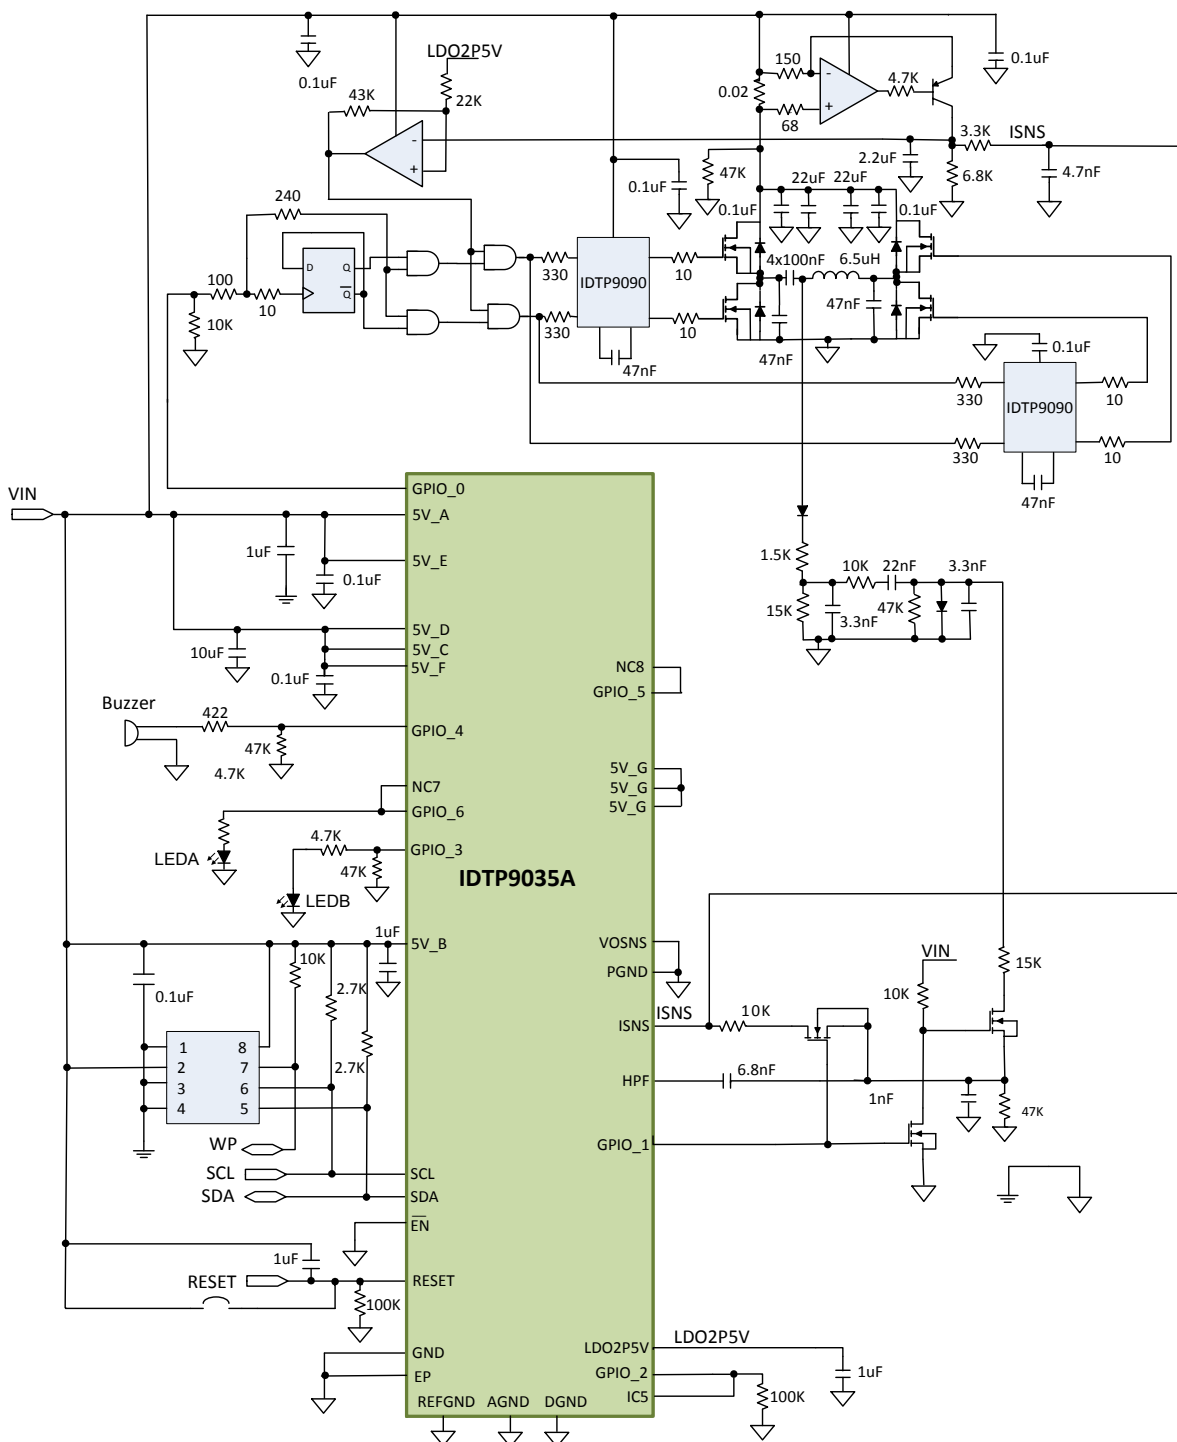 LDO2P5V
0.1uF
43K
22K
-
+
150
0.02
68
-
+
4.7K
0.1uF
3.3K
ISNS
2.2uF
6.8K
4.7nF
47K
0.1uF
22uF
22uF
0.1uF
0.1uF
240
D
Q
Q
100
10
10K
330
330
IDTP9090
10
10
47nF
4x100nF
6.5uH
47nF
47nF
0.1uF
330
330
IDTP9090
10
10
47nF
VIN
GPIO_0
5V_A
1uF
5V_E
0.1uF
1.5K
10K
22nF
3.3nF
15K
3.3nF
47K
5V_D
5V_C
5V_F
10uF
0.1uF
NC8
GPIO_5
Buzzer
422
GPIO_4
47K
4.7K
5V_G
5V_G
5V_G
NC7
GPIO_6
LEDA
4.7K
GPIO_3
47K
LEDB
IDTP9035A
1uF
5V_B
10K
0.1uF
2.7K
2.7K
VOSNS
PGND
VIN
15K
10K
1
2
3
4
8
7
6
5
ISNS
ISNS
10K
HPF
6.8nF
1nF
47K
GPIO_1
WP
SCL
SDA
SCL
SDA
EN
1uF
RESET
RESET
100K
GND
EP
REFGND
AGND
DGND
LDO2P5V
LDO2P5V
1uF
GPIO_2
IC5
100K